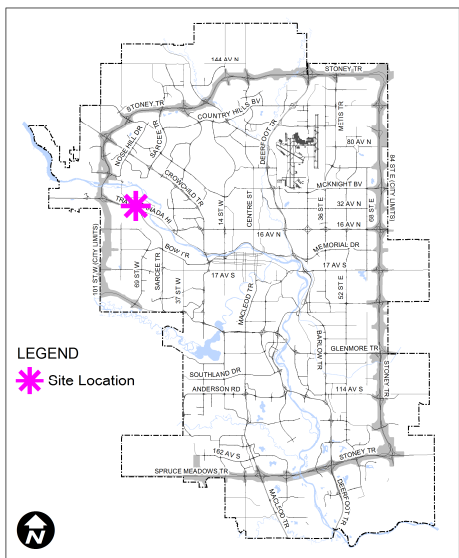 144 AV N
STONEY TR
STONEY TR
COUNTRY HILLS BV
METIS TR
NOSEHILL DR
SARCEE TR
DEERFOOT TR
80 AV N
CROWCHILD TR
MCKNIGHT BV
84 ST E (CITY LIMITS)
TRANS CANADA HI
14 ST W
CENTRE ST
36 ST E
32 AV N
68 ST E
16 AV N
16 AV N
101 ST W (CITY LIMITS)
BOW TR
MEMORIAL DR
69 ST W
SARCEE TR
37 ST W
17 AV S
17 AV S
52 ST E
MACLEOD TR
BARLOW TR
LEGEND
Site Location
GLENMORE TR
SOUTHLAND DR
STONEY TR
ANDERSON RD
114 AV S
162 AV S
STONEY TR
SPRUCE MEADOWS TR
MACLEOD TR
DEERFOOT TR
N